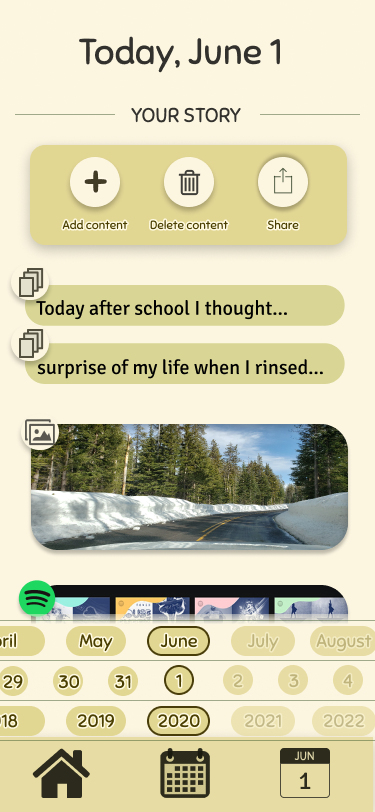 Today, June 1
YOUR STORY
Add content Delete content Share
Today after school I thought...
surprise of my life when I rinsed...
ril May June July August
29 30 31 1 2 3 4
18 2019 2020 2021 2022
JUN
1